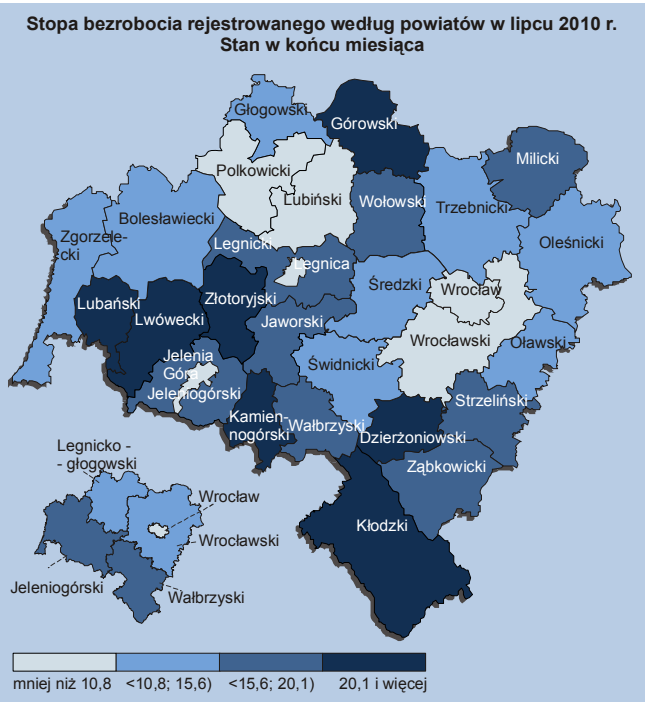 Stopa bezrobocia rejestrowanego według powiatów w lipcu 2010 r.
Stan w końcu miesiąca
Głogowski
Górowski
Milicki
Polkowicki
Lubiński
Wołowski
Trzebnicki
Bolesławiecki
Zgorzele-
cki
Legnicki
Legnica
Oleśnicki
Średzki
Wrocław
Lubański
Lwówecki
Złotoryjski
Jaworski
Wrocławski
Oławski
Jelenia
Góra
Jeleniogórski
Świdnicki
Strzeliński
Kamien-
nogórski
Wałbrzyski
Dzierżoniowski
Ząbkowicki
Kłodzki
Legnicko -
- głogowski
Wrocław
Wrocławski
Jeleniogórski
Wałbrzyski
mniej niż 10,8 <10,8; 15,6) <15,6; 20,1) 20,1 i więcej